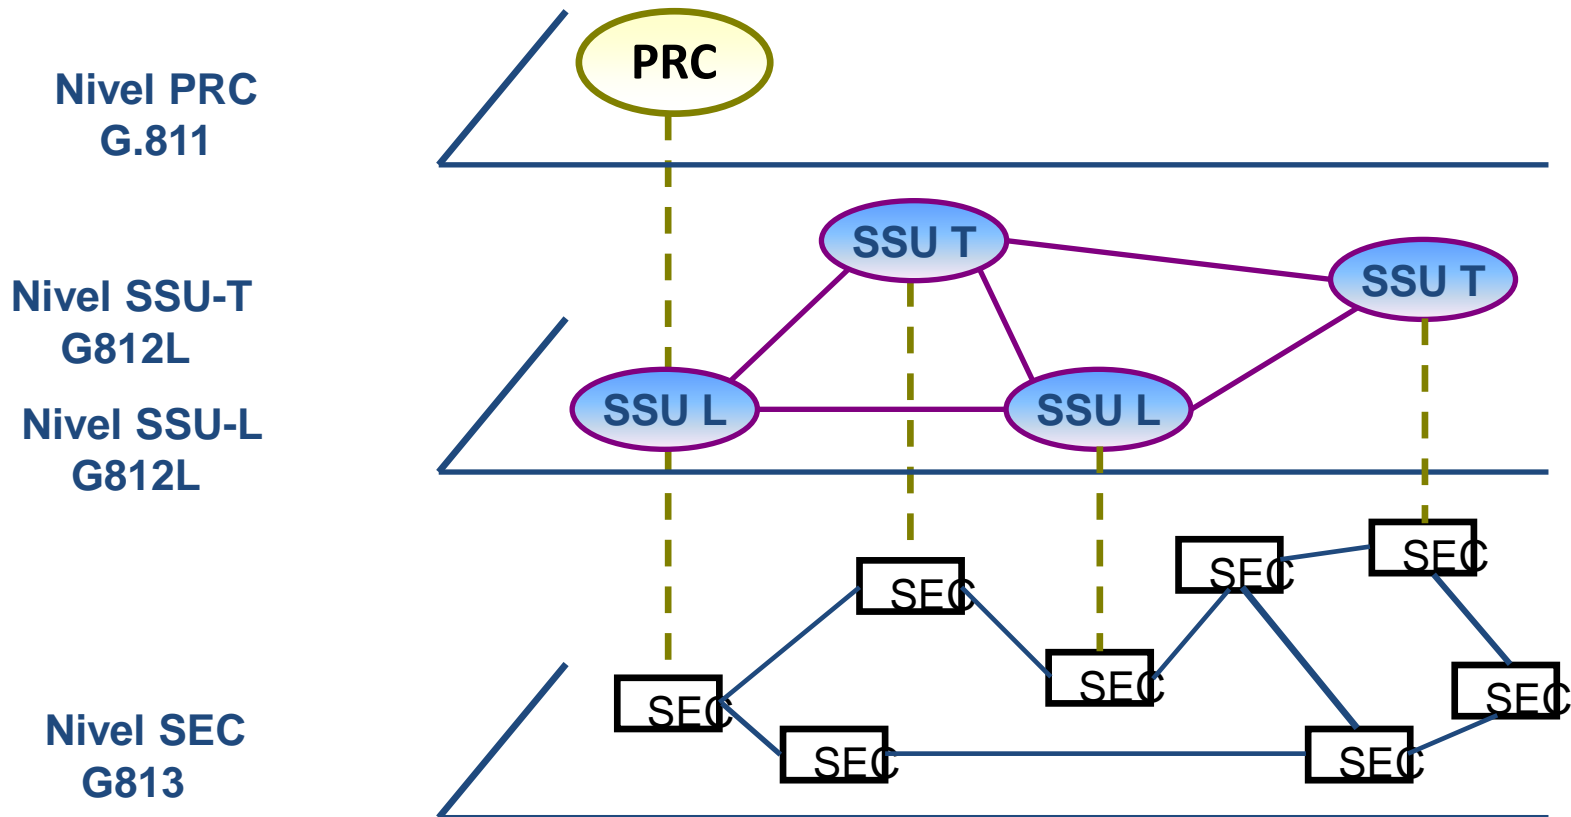 Nivel PRC
G.811
PRC
Nivel SSU-T
G812L
Nivel SSU-L
G812L
SSU T
SSU T
SSU L
SSU L
Nivel SEC
G813
SEC
SEC
SEC
SEC
SEC
SEC
SEC
SEC